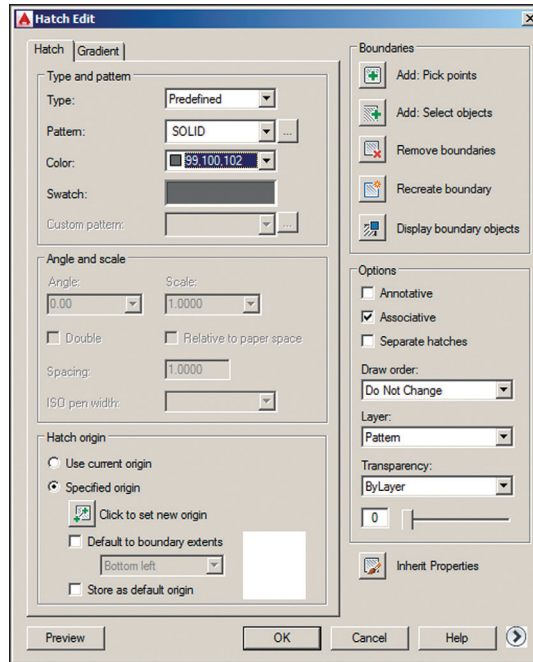 Hatch Edit
Hatch
Gradient
Type and pattern
Type:
Predefined
Pattern:
SOLID
...
Color:
99,100,102
Swatch:
Custom pattern:
...
Angle and scale
Angle:
Scale:
0.00
1.0000
Double
Relative to paper space
Spacing:
1.0000
ISO pen width:
Hatch origin
Use current origin
Specified origin
Click to set new origin
Default to boundary extents
Bottom left
Store as default origin
Boundaries
Add: Pick points
Add: Select objects
Remove boundaries
Recreate boundary
Display boundary objects
Options
Annotative
Associative
Separate hatches
Draw order:
Do Not Change
Layer:
Pattern
Transparency:
ByLayer
0
Inherit Properties
Preview
OK
Cancel
Help